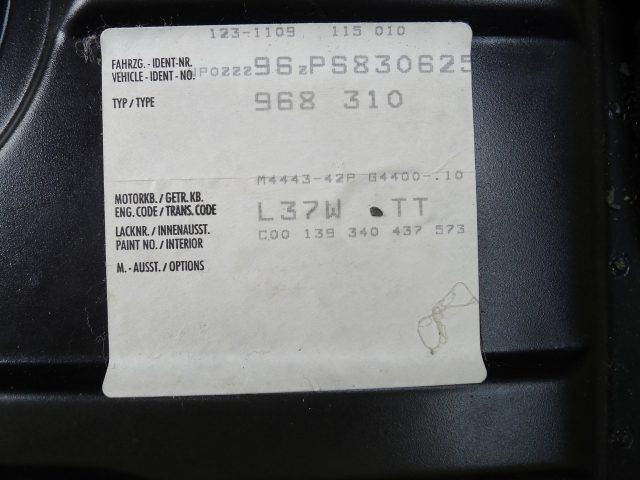 123-1109 115 010
FAHRZG. - IDENT-NR.
VEHICLE - IDENT - NO. WP0ZZZ96ZPS830625
TYP / TYPE 968 310
M4443-42P G4400-.10
MOTORKB. / GETR. KB.
ENG. CODE / TRANS. CODE L37W TT
LACKNR. / INNENAUSST. C00 139 340 437 573
PAINT NO. / INTERIOR
M. - AUSST. / OPTIONS